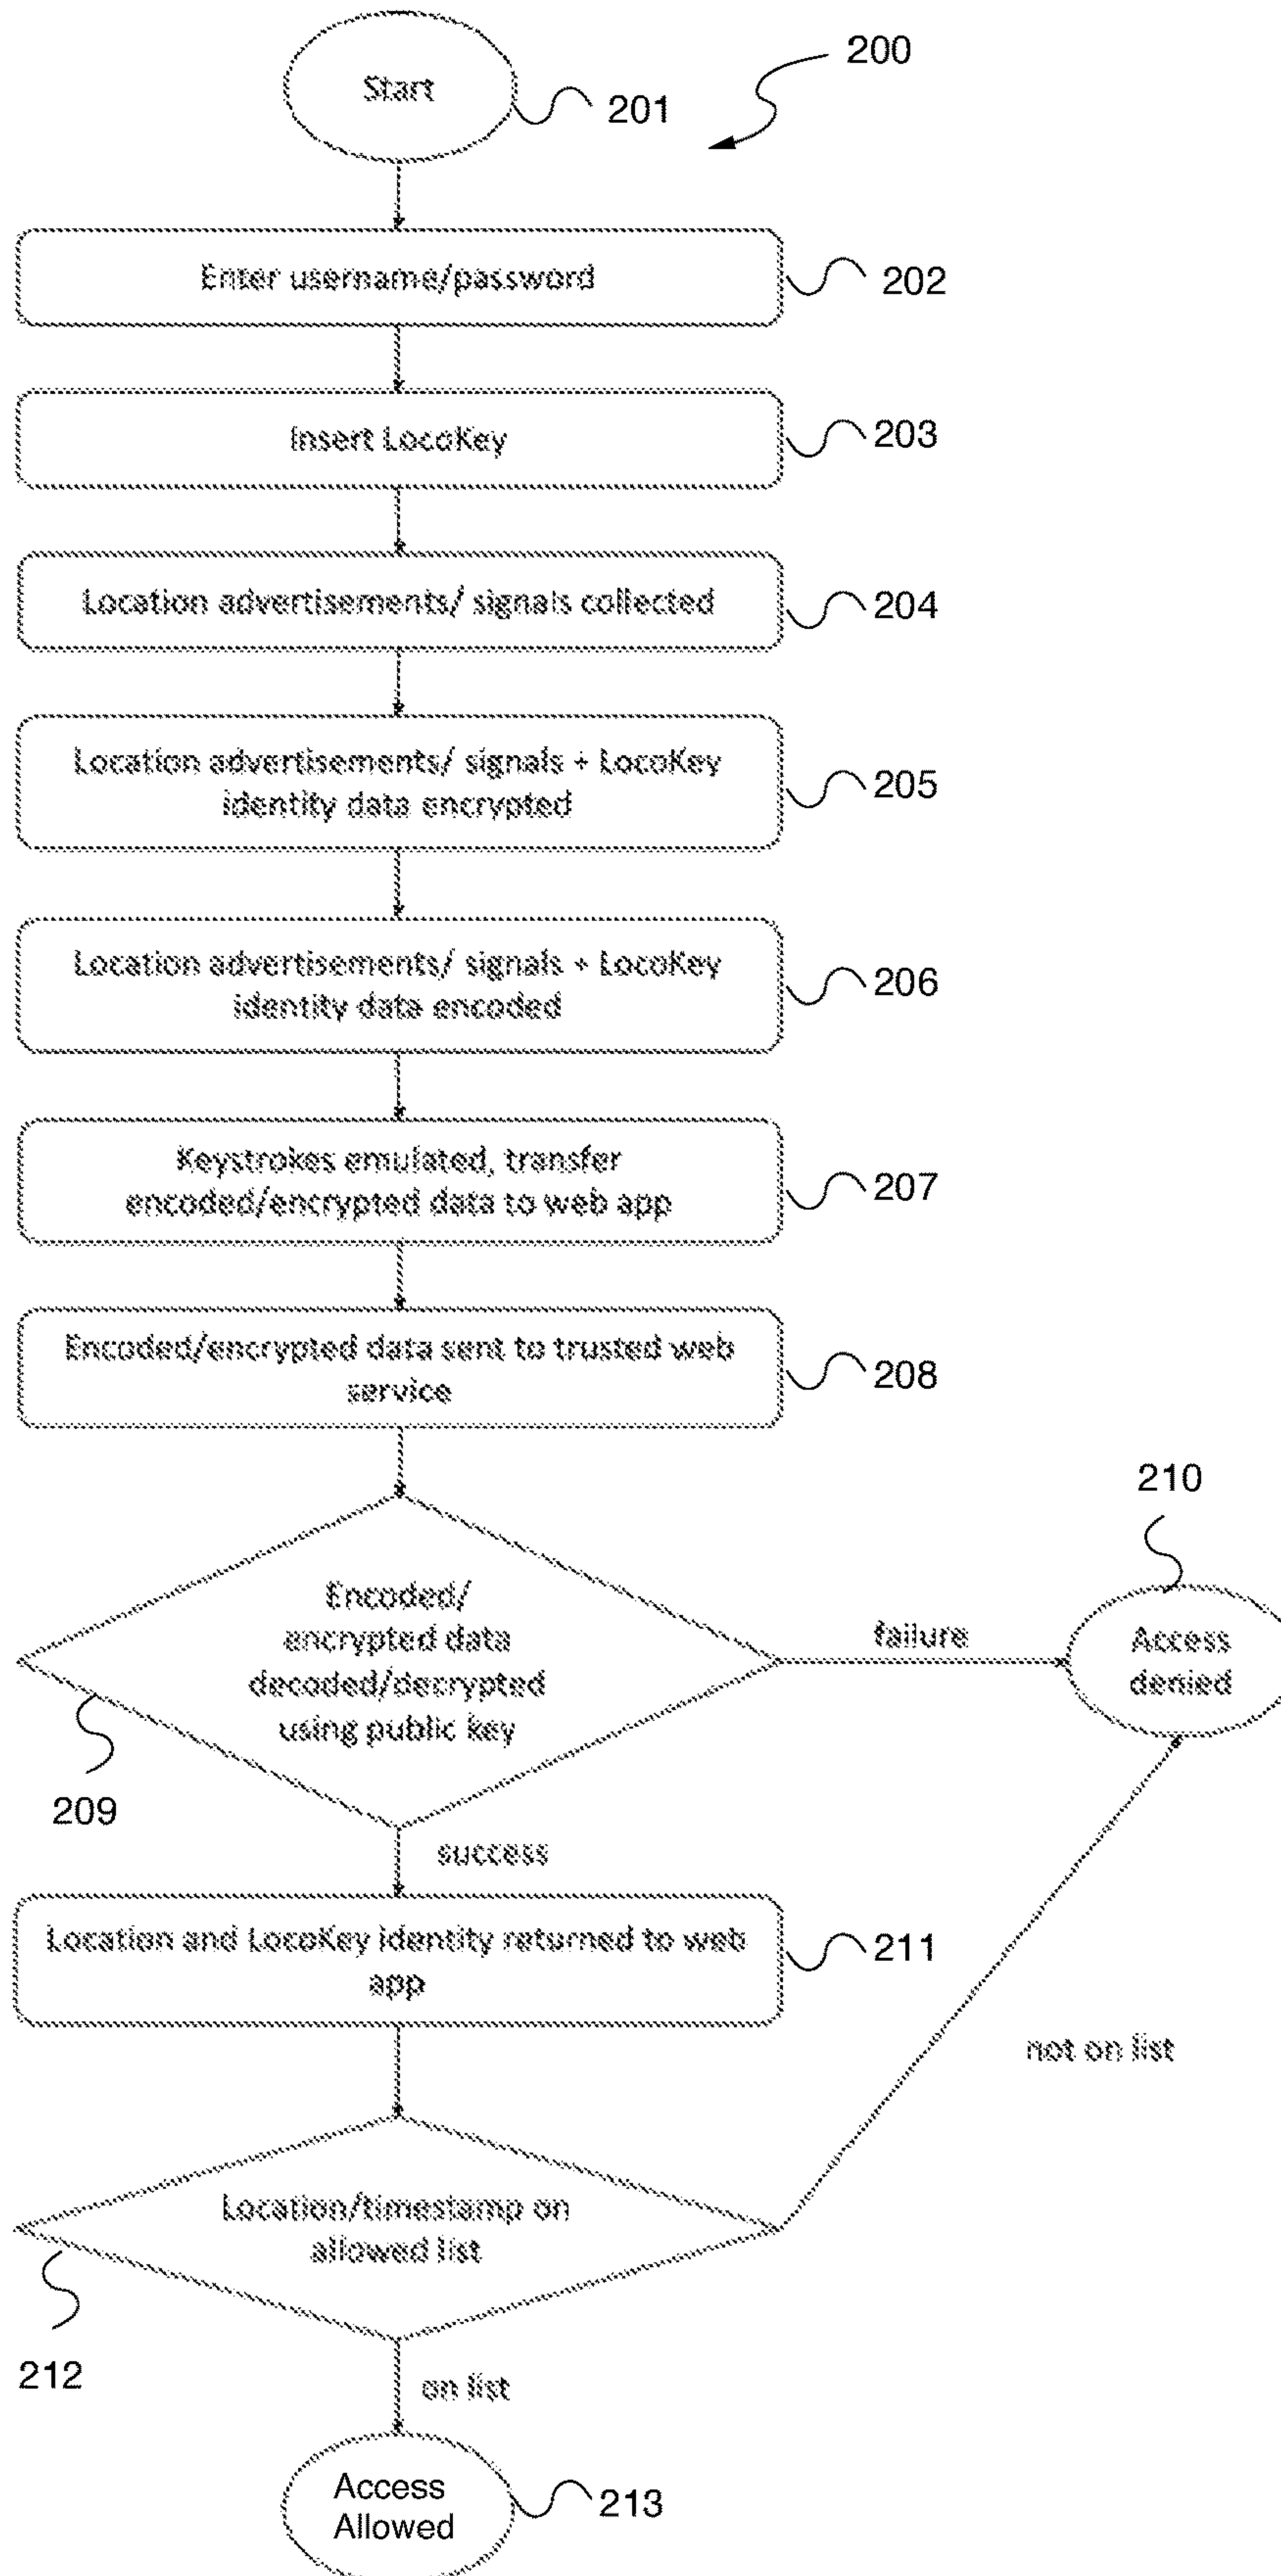 200
Start
201
Enter username/password
202
Insert LocoKey
203
Location advertisements/ signals collected
204
Location advertisements/ signals + LocoKey
identity data encrypted
205
Location advertisements/ signals + LocoKey
identity data encoded
206
Keystrokes emulated, transfer
encoded/encrypted data to web app
207
Encoded/encrypted data sent to trusted web
service
208
Encoded/
encrypted data
decoded/decrypted
using public key
209
failure
210
Access
denied
success
Location and LocoKey identity returned to web
app
211
not on list
Location/timestamp on
allowed list
212
on list
Access
Allowed
213